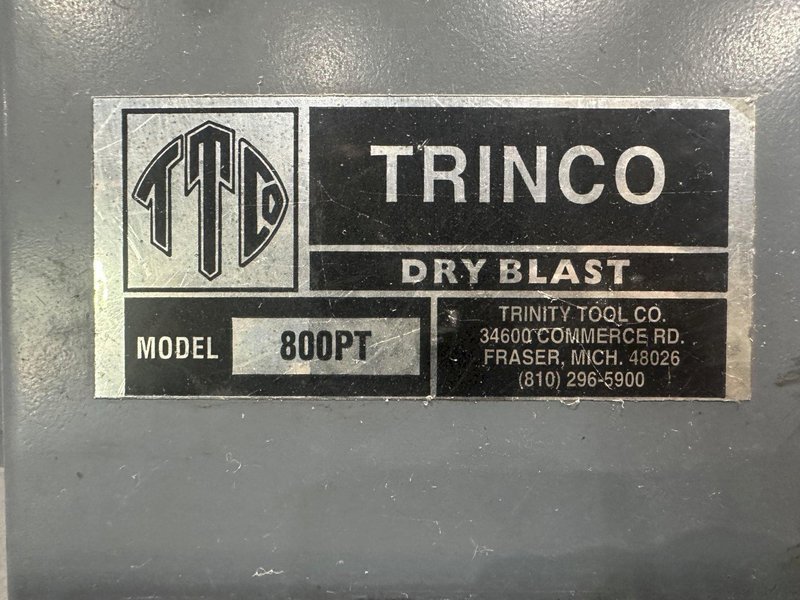 TTCO
TRINCO
DRY BLAST
MODEL 800PT
TRINITY TOOL CO.
34600 COMMERCE RD.
FRASER, MICH. 48026
(810) 296-5900